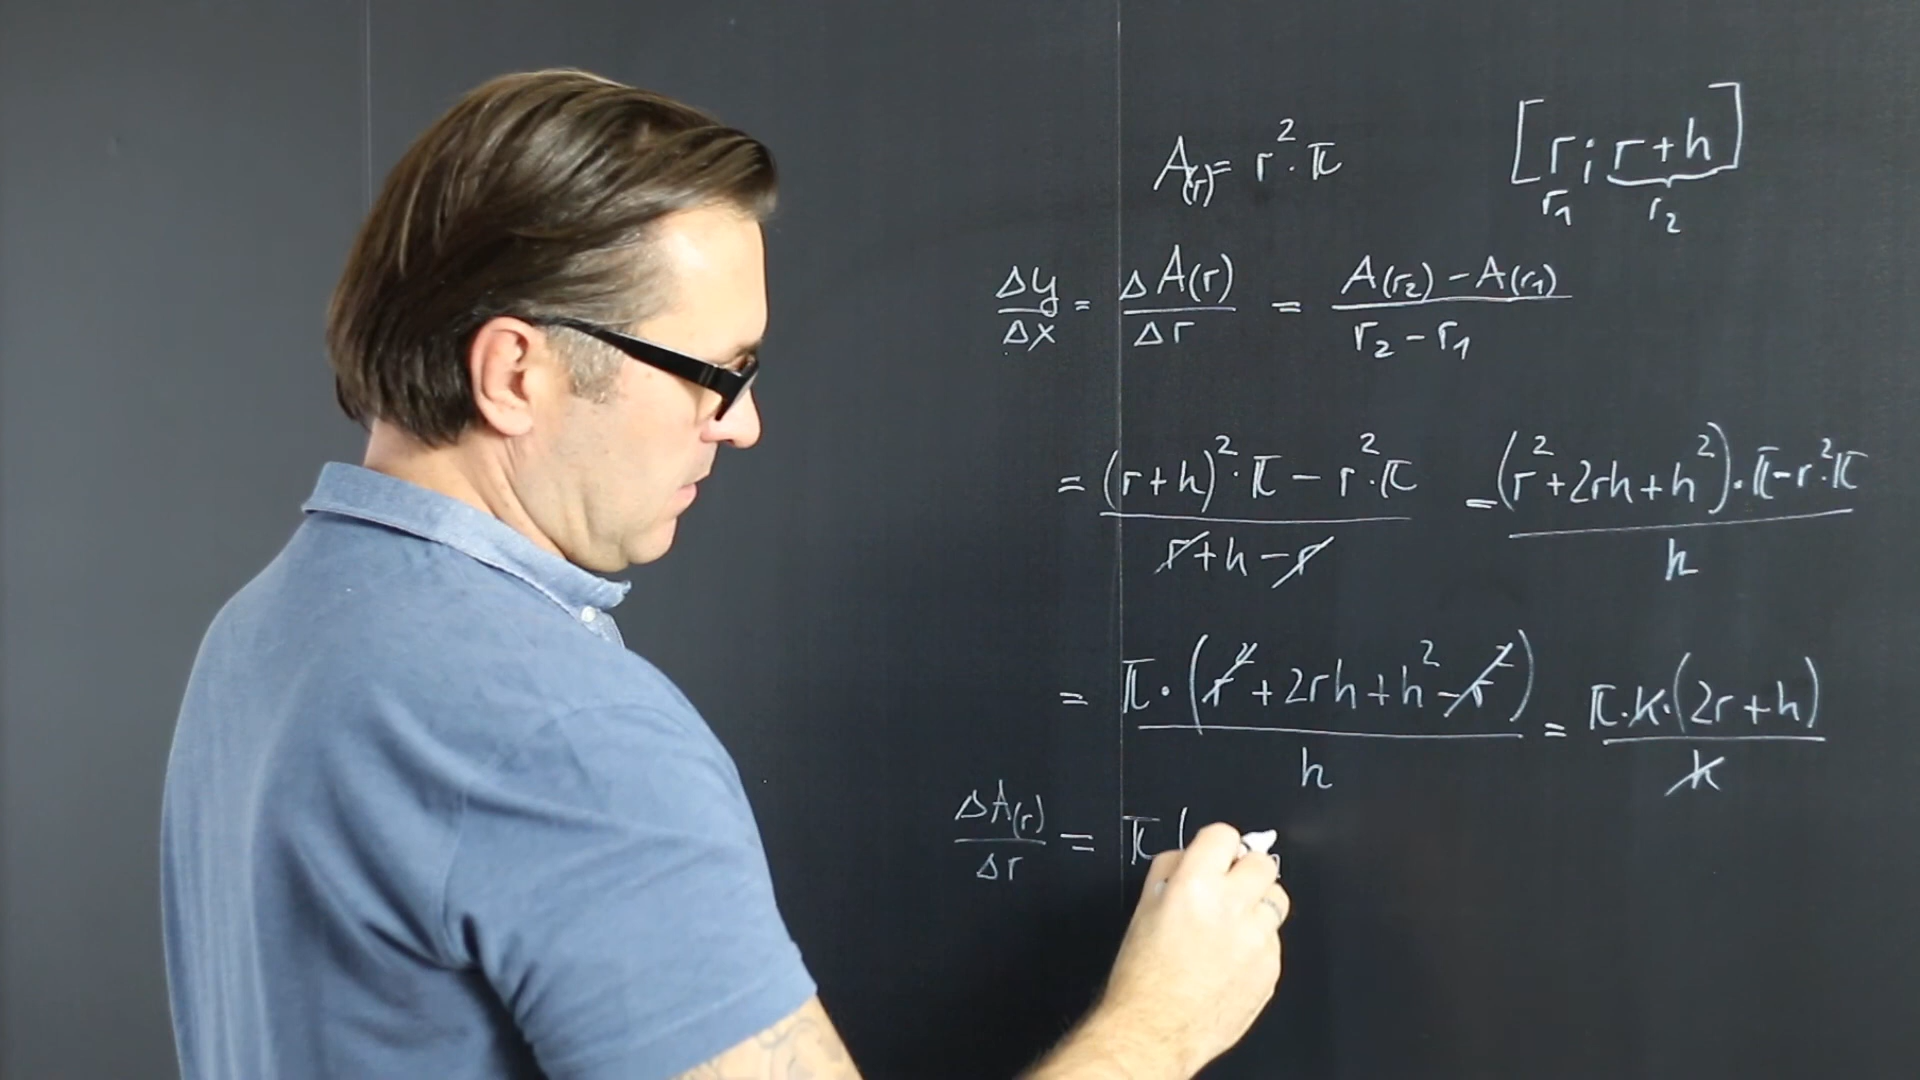 A(r) = r²·π [r ; r+h]
r₁ r₂
Δy/Δx = ΔA(r)/Δr = (A(r₂) − A(r₁))/(r₂ − r₁)
= ((r+h)²·π − r²·π)/(r+h−r) = ((r²+2rh+h²)·π−r²·π)/h
= (π·(r²+2rh+h²−r²))/h = (π·h·(2r+h))/h
ΔA(r)/Δr = π(